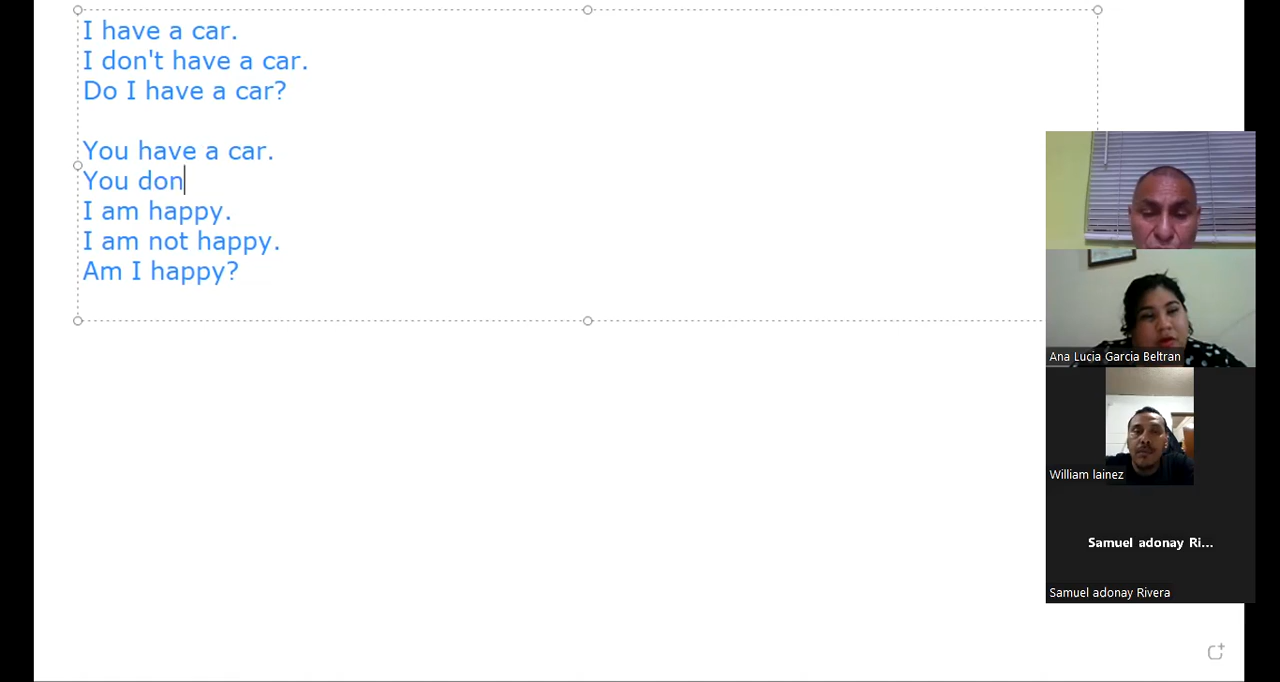 I have a car.
I don't have a car.
Do I have a car?
You have a car.
You don
I am happy.
I am not happy.
Am I happy?
Ana Lucia Garcia Beltran
William lainez
Samuel adonay Ri...
Samuel adonay Rivera